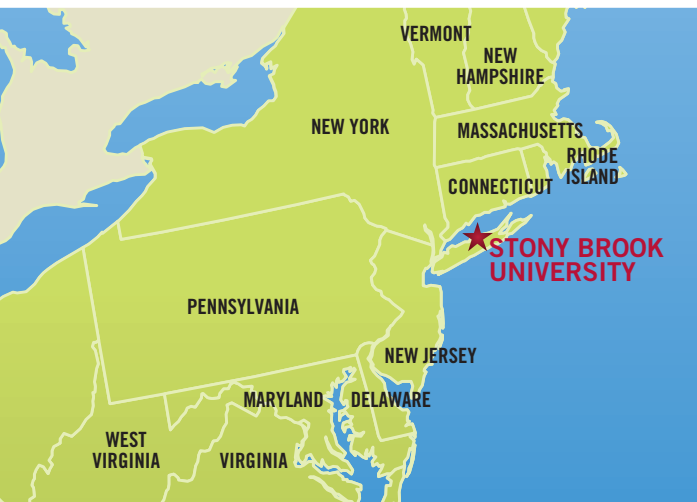 VERMONT
NEW
HAMPSHIRE
NEW YORK
MASSACHUSETTS
RHODE
ISLAND
CONNECTICUT
STONY BROOK
UNIVERSITY
PENNSYLVANIA
NEW JERSEY
MARYLAND
DELAWARE
WEST
VIRGINIA
VIRGINIA